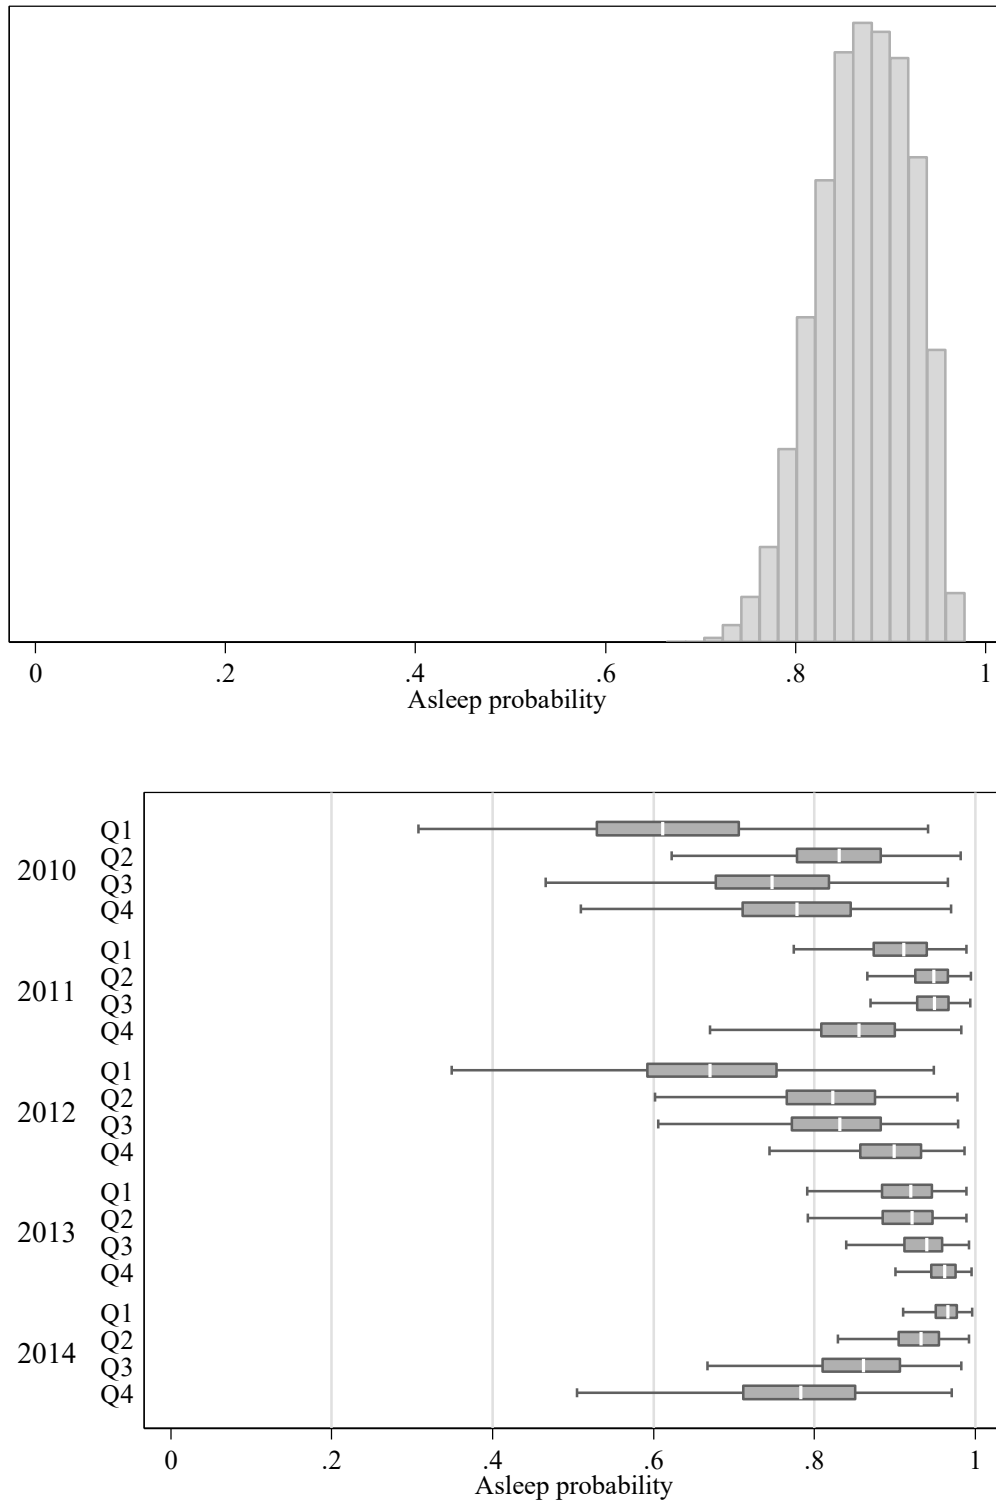 0 .2 .4 .6 .8 1
Asleep probability
2010
Q1
Q2
Q3
Q4
2011
Q1
Q2
Q3
Q4
2012
Q1
Q2
Q3
Q4
2013
Q1
Q2
Q3
Q4
2014
Q1
Q2
Q3
Q4
0 .2 .4 .6 .8 1
Asleep probability